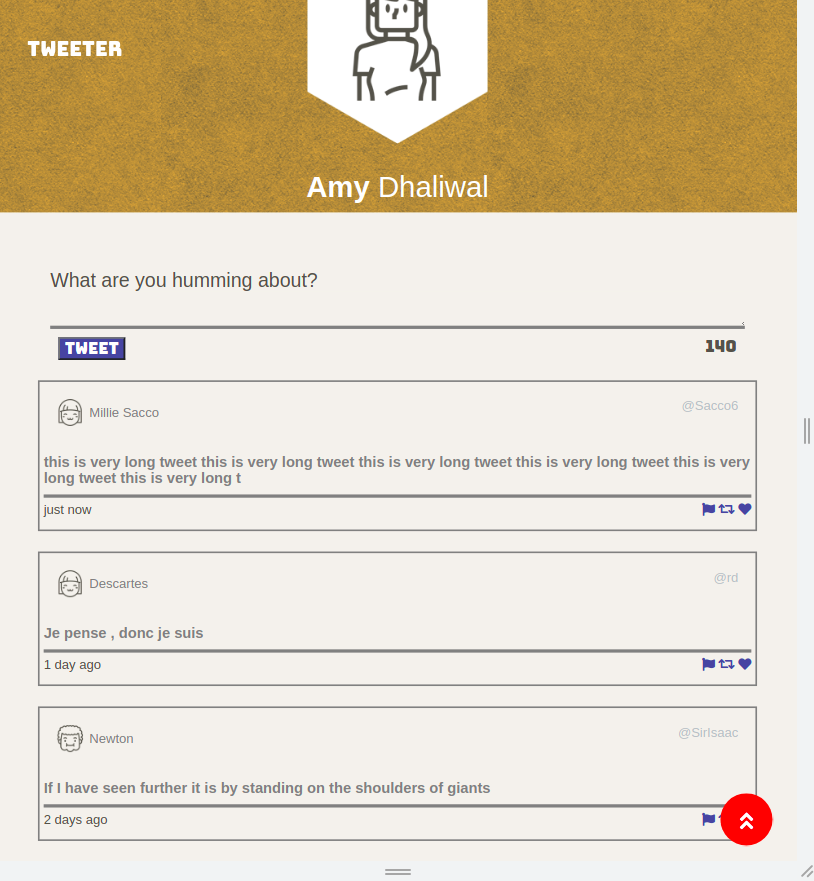 TWEETER
Amy Dhaliwal
What are you humming about?
TWEET
140
Millie Sacco
@Sacco6
this is very long tweet this is very long tweet this is very long tweet this is very long tweet this is very
long tweet this is very long t
just now
Descartes
@rd
Je pense , donc je suis
1 day ago
Newton
@SirIsaac
If I have seen further it is by standing on the shoulders of giants
2 days ago